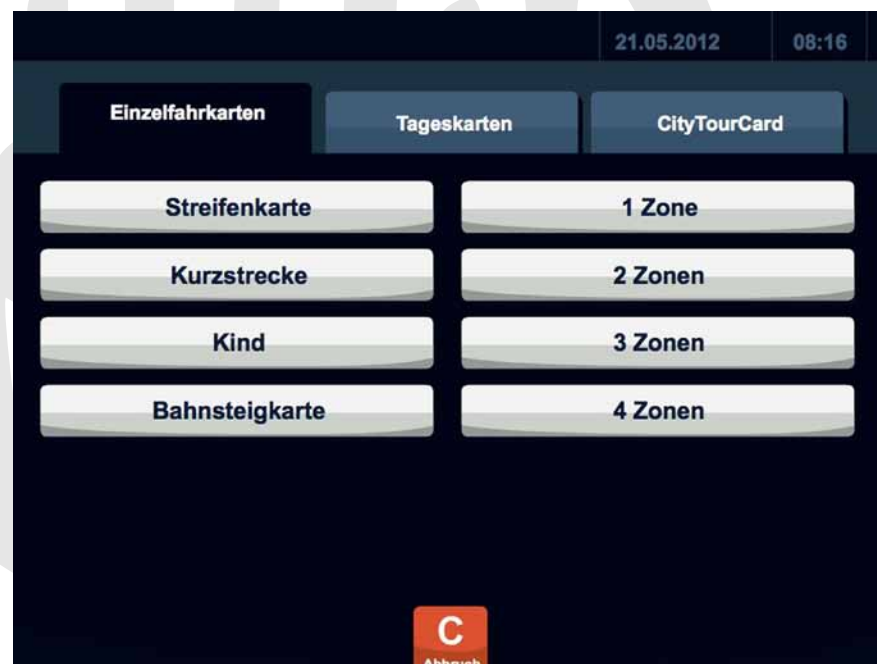 21.05.2012 08:16
Einzelfahrkarten Tageskarten CityTourCard
Streifenkarte 1 Zone
Kurzstrecke 2 Zonen
Kind 3 Zonen
Bahnsteigkarte 4 Zonen
C
Abbruch